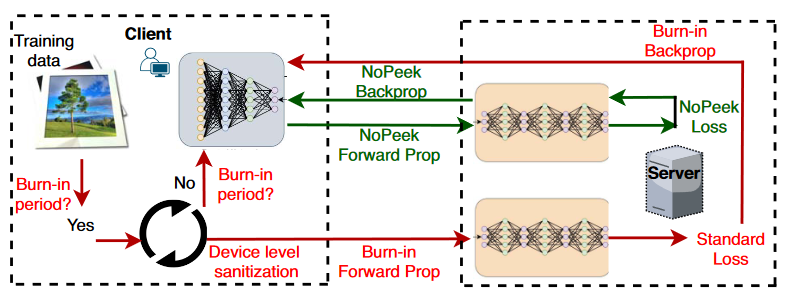 Training
data
Client
Burn-in
Backprop
NoPeek
Backprop
NoPeek
Loss
NoPeek
Forward Prop
Server
Burn-in
period?
Yes
No
Burn-in
period?
Device level
sanitization
Burn-in
Forward Prop
Standard
Loss